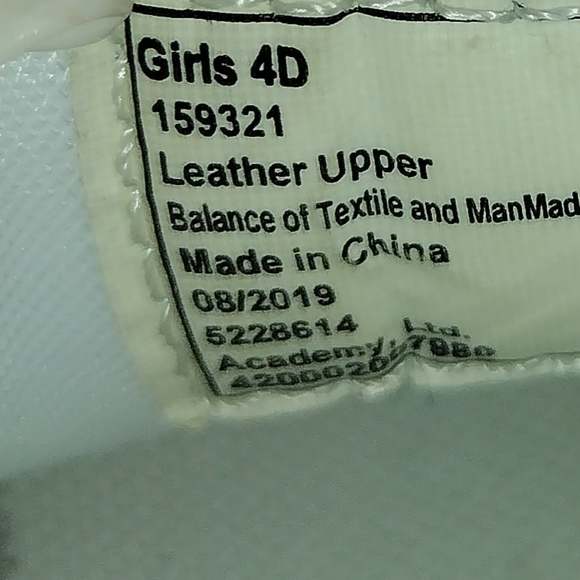 Girls 4D
159321
Leather Upper
Balance of Textile and ManMad
Made in China
08/2019
5228614
Academy, Ltd.